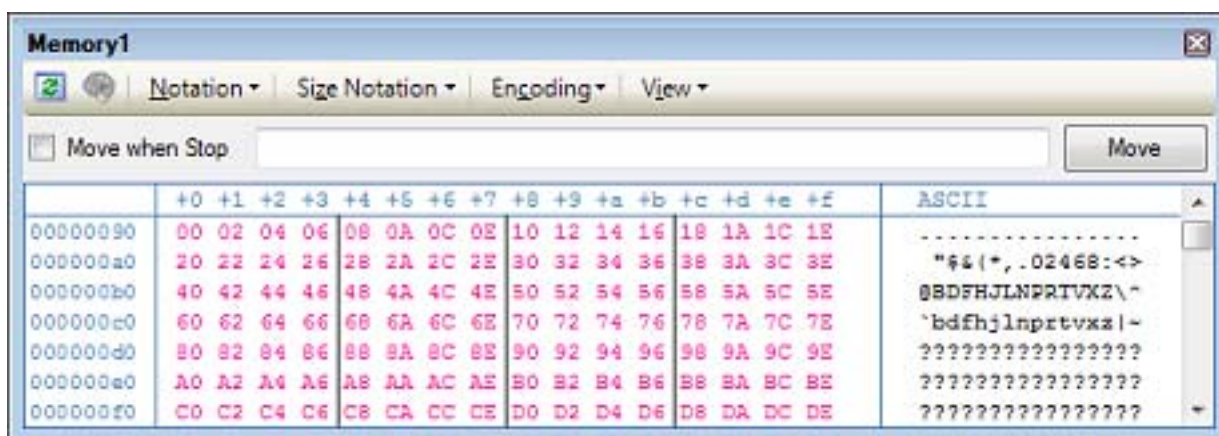 Memory1
Notation Size Notation Encoding View
Move when Stop Move
+0 +1 +2 +3 +4 +5 +6 +7 +8 +9 +a +b +c +d +e +f ASCII
00000090 00 02 04 06 08 0A 0C 0E 10 12 14 16 18 1A 1C 1E ................
000000a0 20 22 24 26 28 2A 2C 2E 30 32 34 36 38 3A 3C 3E "$&(*,.02468:<>
000000b0 40 42 44 46 48 4A 4C 4E 50 52 54 56 58 5A 5C 5E @BDFHJLNPRTVXZ\^
000000c0 60 62 64 66 68 6A 6C 6E 70 72 74 76 78 7A 7C 7E `bdfhjlnprtvxz|~
000000d0 80 82 84 86 88 8A 8C 8E 90 92 94 96 98 9A 9C 9E ????????????????
000000e0 A0 A2 A4 A6 A8 AA AC AE B0 B2 B4 B6 B8 BA BC BE ????????????????
000000f0 C0 C2 C4 C6 C8 CA CC CE D0 D2 D4 D6 D8 DA DC DE ????????????????